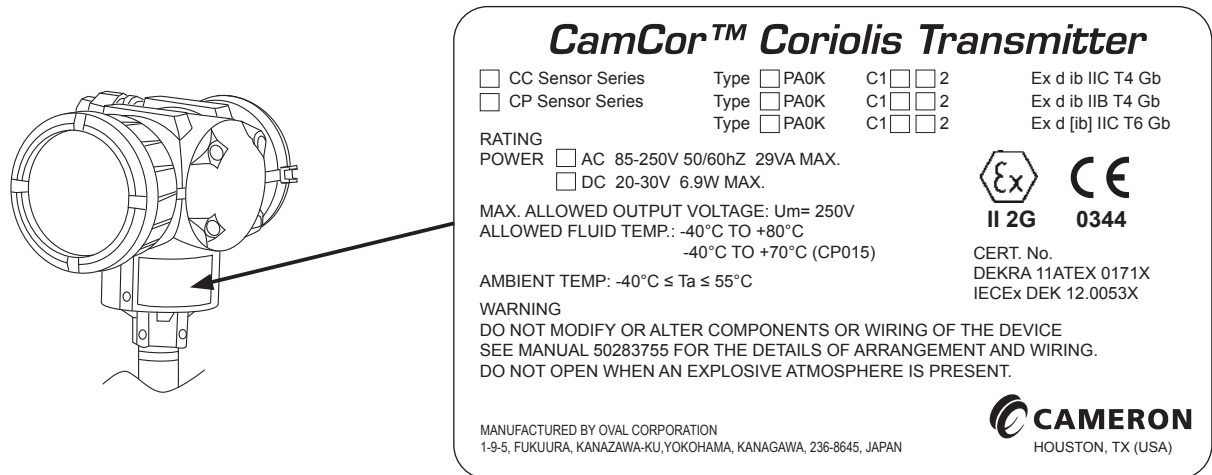 CamCor™ Coriolis Transmitter
CC Sensor Series Type PA0K C1 2 Ex d ib IIC T4 Gb
CP Sensor Series Type PA0K C1 2 Ex d ib IIB T4 Gb
Type PA0K C1 2 Ex d [ib] IIC T6 Gb
RATING
POWER AC 85-250V 50/60hZ 29VA MAX.
DC 20-30V 6.9W MAX.
Ex CE
II 2G 0344
MAX. ALLOWED OUTPUT VOLTAGE: Um= 250V
ALLOWED FLUID TEMP.: -40°C TO +80°C
-40°C TO +70°C (CP015)
AMBIENT TEMP: -40°C ≤ Ta ≤ 55°C
CERT. No.
DEKRA 11ATEX 0171X
IECEx DEK 12.0053X
WARNING
DO NOT MODIFY OR ALTER COMPONENTS OR WIRING OF THE DEVICE
SEE MANUAL 50283755 FOR THE DETAILS OF ARRANGEMENT AND WIRING.
DO NOT OPEN WHEN AN EXPLOSIVE ATMOSPHERE IS PRESENT.
MANUFACTURED BY OVAL CORPORATION
1-9-5, FUKUURA, KANAZAWA-KU,YOKOHAMA, KANAGAWA, 236-8645, JAPAN
CAMERON
HOUSTON, TX (USA)